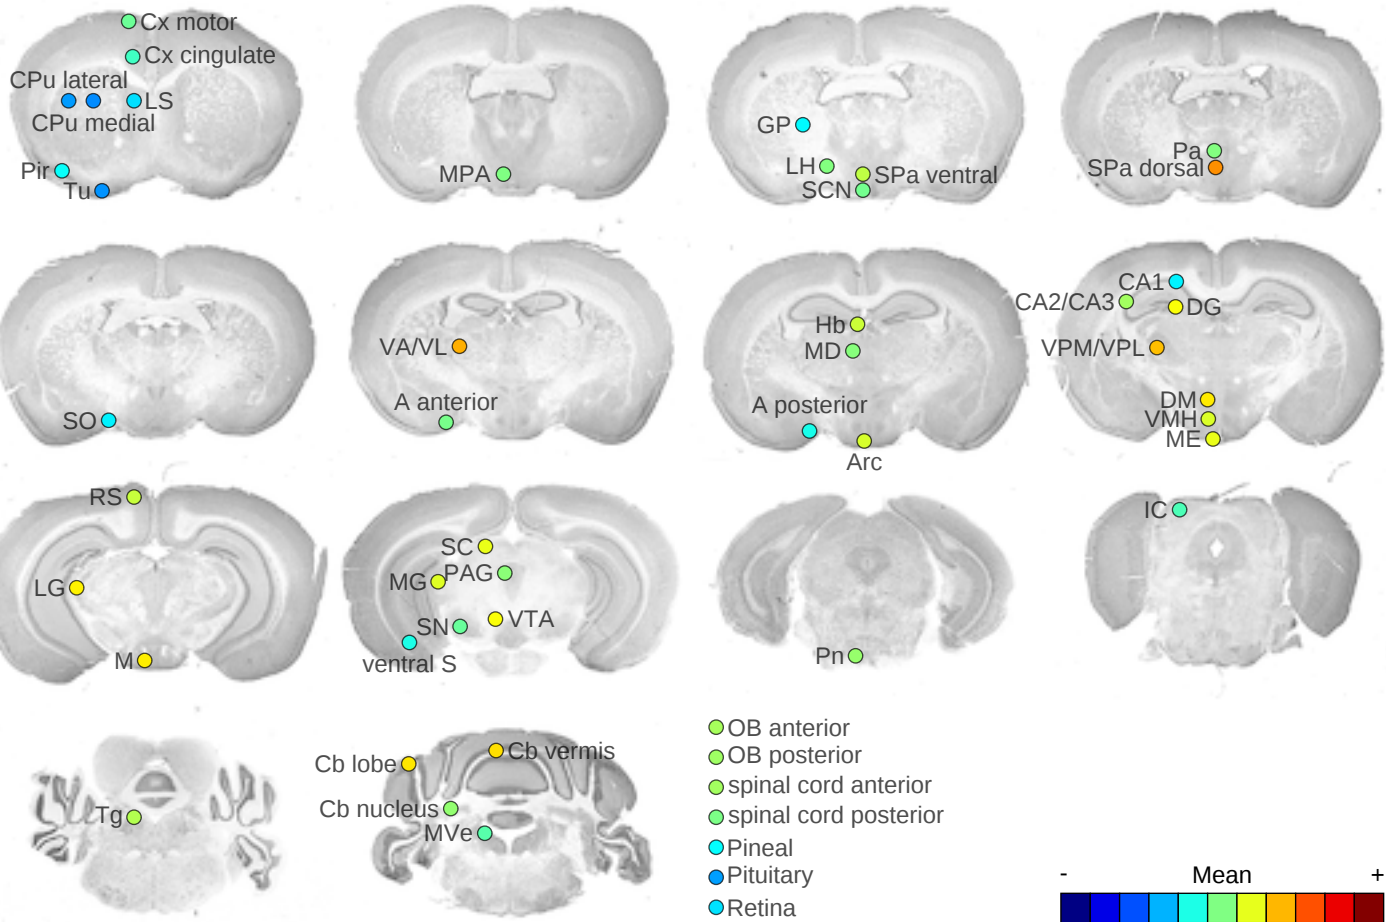 Cx motor
Cx cingulate
CPu lateral
LS
CPu medial
Pir
Tu
MPA
GP
LH
SPa ventral
SCN
Pa
SPa dorsal
SO
VA/VL
A anterior
Hb
MD
A posterior
Arc
CA1
CA2/CA3
DG
VPM/VPL
DM
VMH
ME
RS
LG
M
SC
MG
PAG
SN
VTA
ventral S
Pn
IC
Tg
Cb lobe
Cb vermis
Cb nucleus
MVe
OB anterior
OB posterior
spinal cord anterior
spinal cord posterior
Pineal
Pituitary
Retina
- Mean +